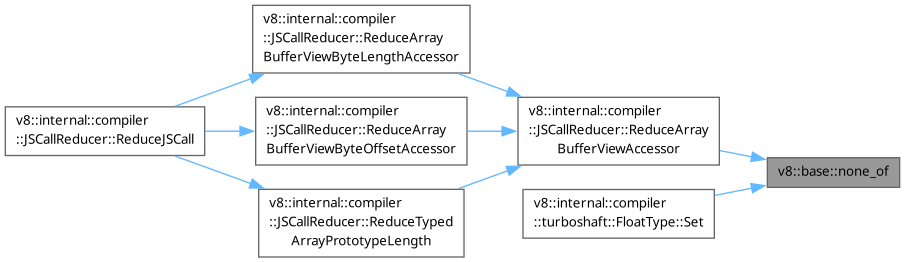 v8::internal::compiler
::JSCallReducer::ReduceArray
BufferViewByteLengthAccessor
v8::internal::compiler
::JSCallReducer::ReduceJSCall
v8::internal::compiler
::JSCallReducer::ReduceArray
BufferViewByteOffsetAccessor
v8::internal::compiler
::JSCallReducer::ReduceArray
BufferViewAccessor
v8::base::none_of
v8::internal::compiler
::JSCallReducer::ReduceTyped
ArrayPrototypeLength
v8::internal::compiler
::turboshaft::FloatType::Set